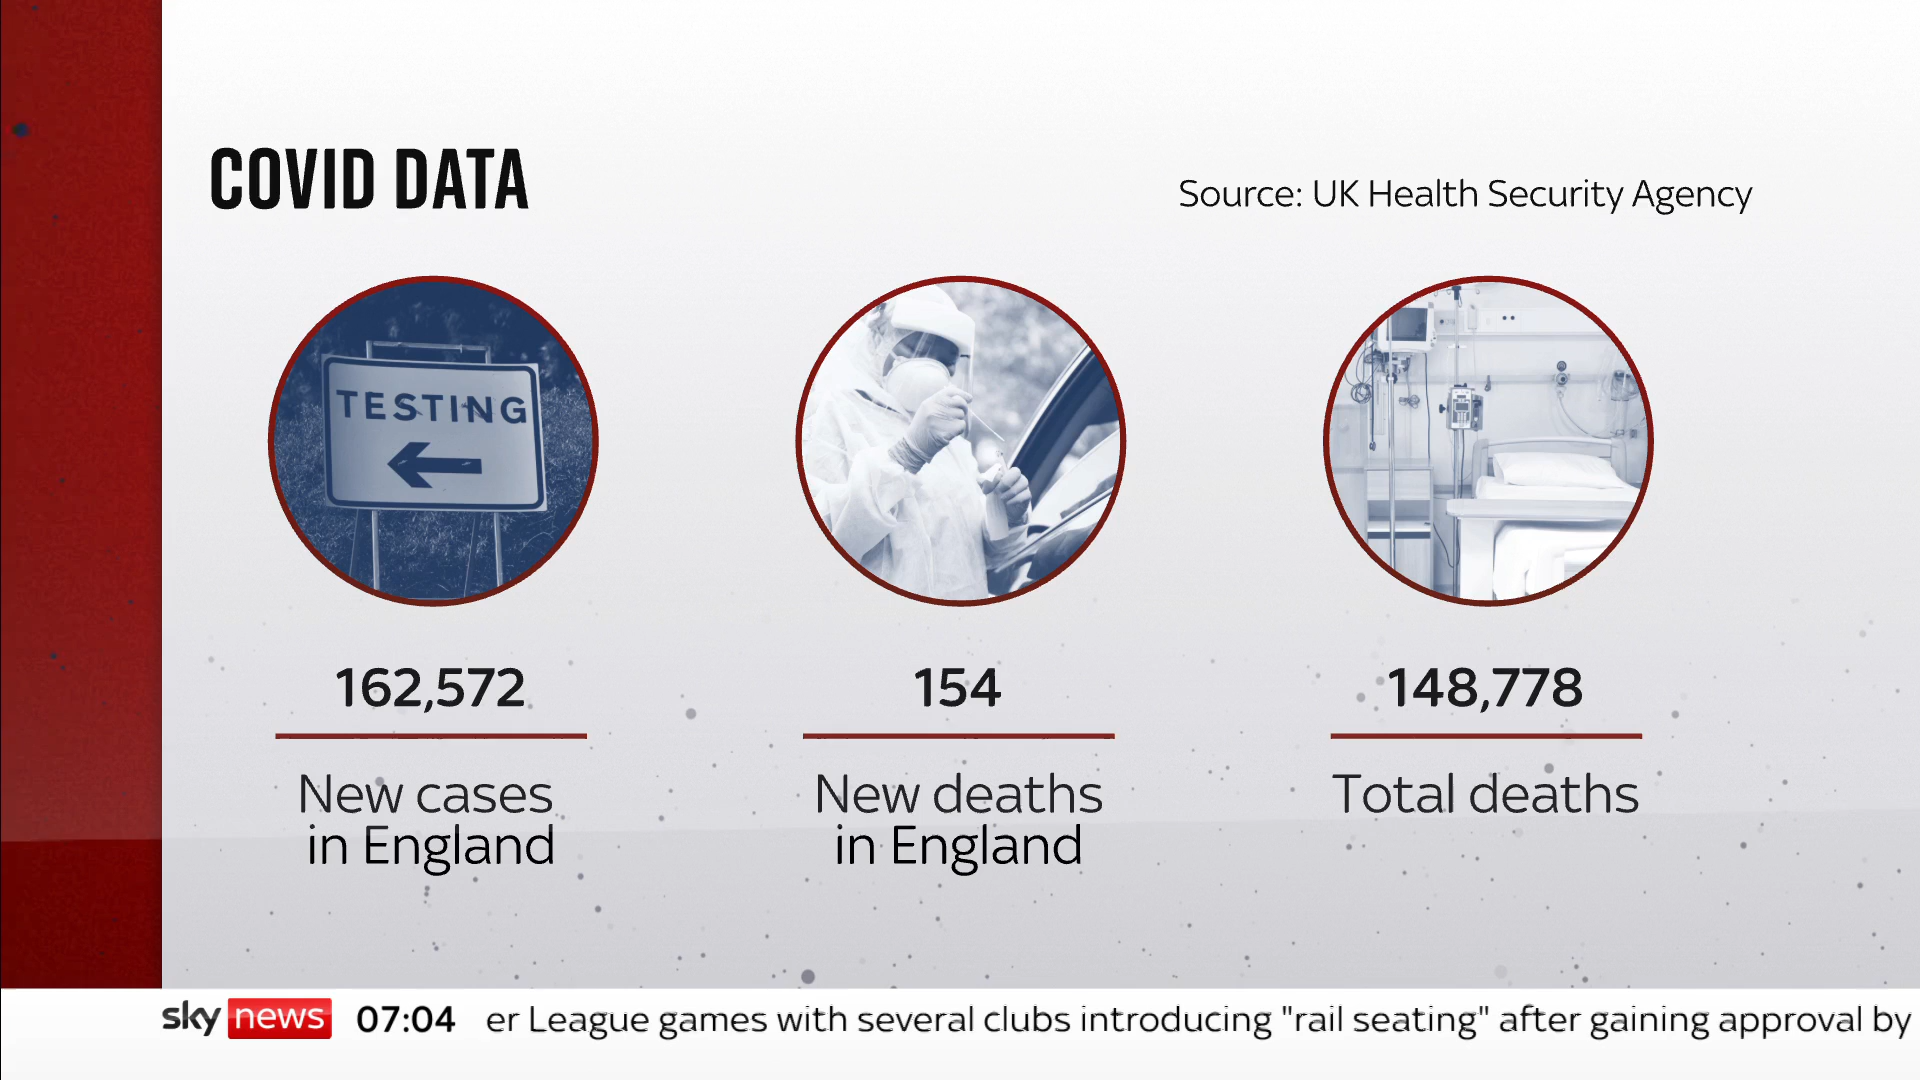 COVID DATA
Source: UK Health Security Agency
TESTING
162,572
New cases
in England
154
New deaths
in England
148,778
Total deaths
sky news 07:04 er League games with several clubs introducing "rail seating" after gaining approval by